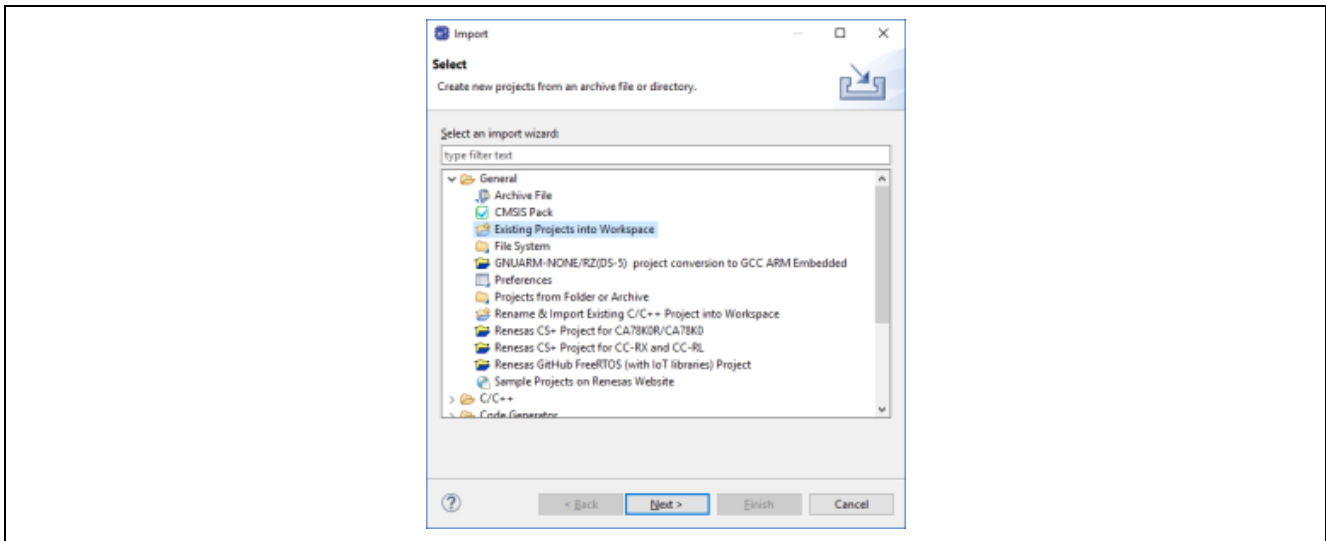 Import
Select
Create new projects from an archive file or directory.
Select an import wizard:
type filter text
General
Archive File
CMSIS Pack
Existing Projects into Workspace
File System
GNUARM-NONE/RZ(DS-5) project conversion to GCC ARM Embedded
Preferences
Projects from Folder or Archive
Rename & Import Existing C/C++ Project into Workspace
Renesas CS+ Project for CA78K0R/CA78K0
Renesas CS+ Project for CC-RX and CC-RL
Renesas GitHub FreeRTOS (with IoT libraries) Project
Sample Projects on Renesas Website
C/C++
Code Generator
? < Back Next > Finish Cancel